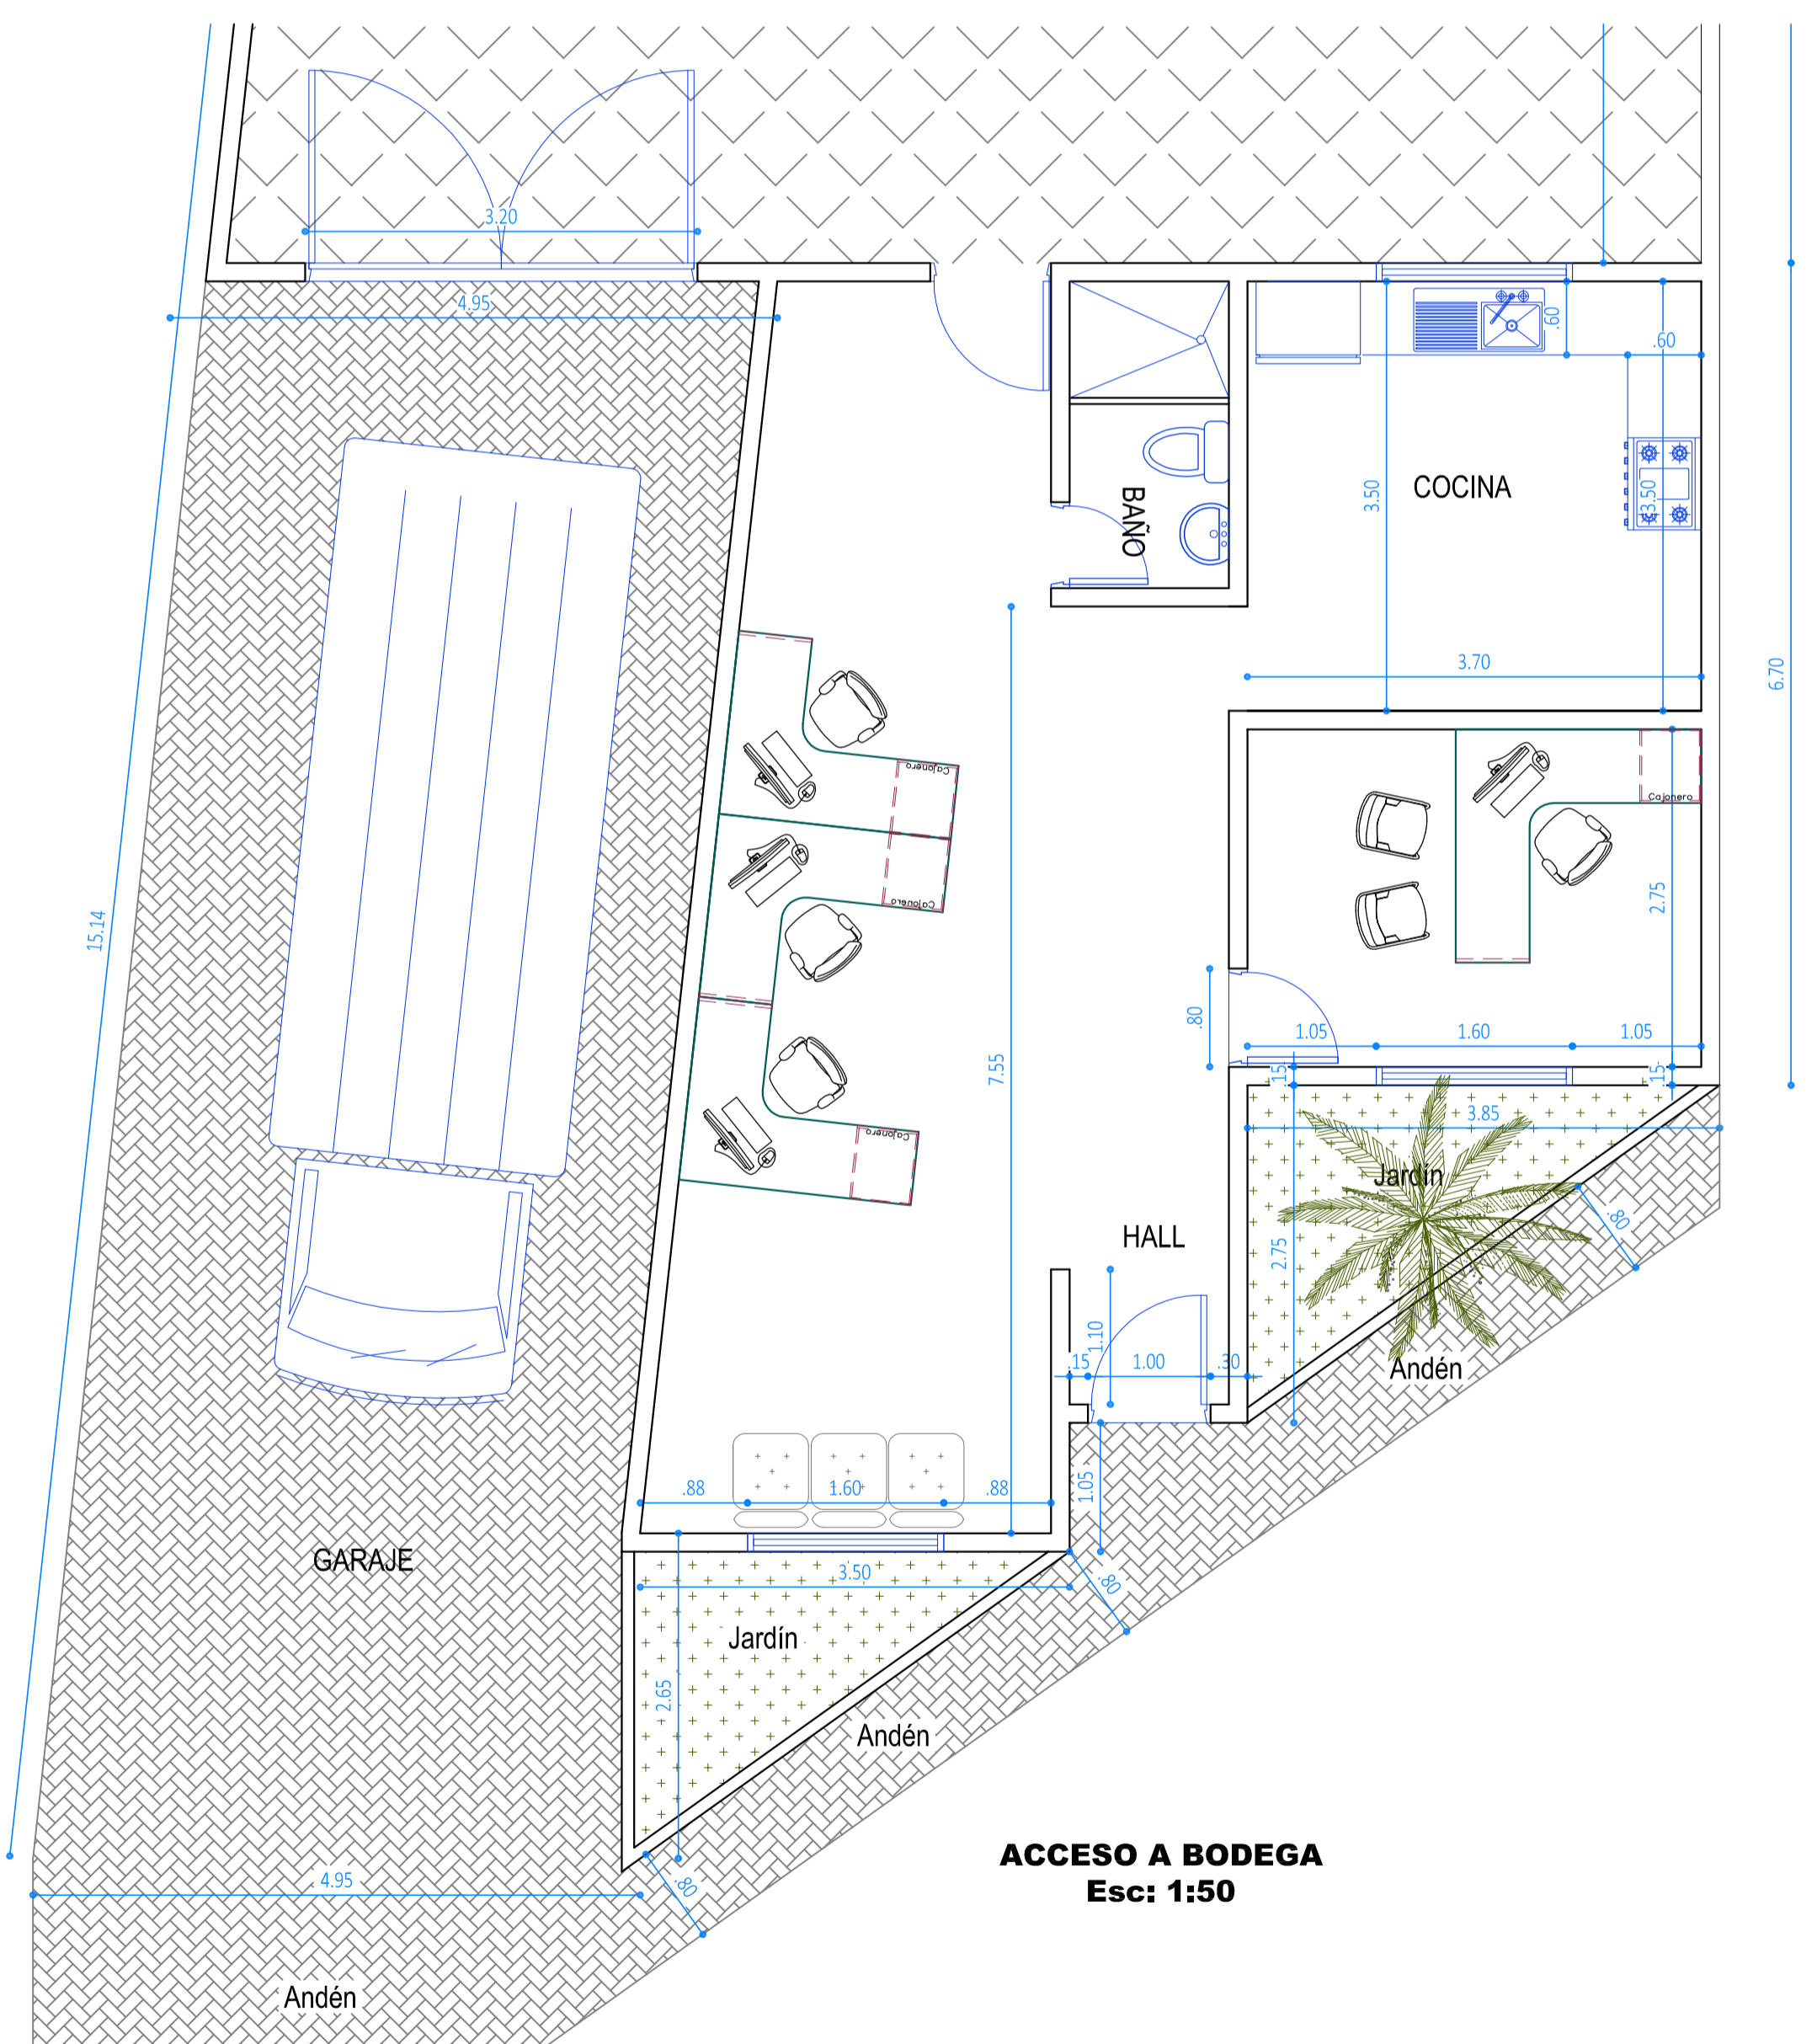 3.20
4.95
.60
.60
3.50
COCINA
3.50
BAÑO
3.70
6.70
Cajonero
Cajonero
Cajonero
2.75
15.14
.80
1.05
1.60
1.05
7.55
.15
.15
3.85
Cajonero
Jardín
.80
HALL
2.75
1.10
.15
1.00
.30
Andén
.88
1.60
.88
1.05
GARAJE
3.50
.80
Jardín
2.65
Andén
ACCESO A BODEGA
Esc: 1:50
4.95
.80
Andén